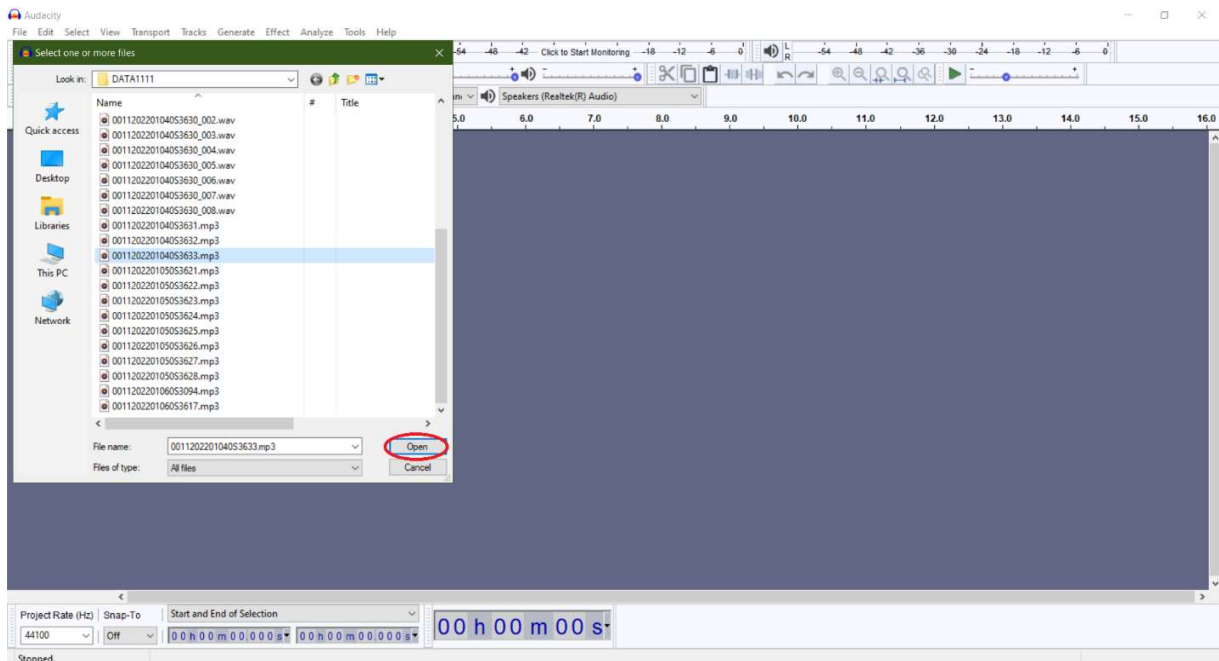 Audacity
File Edit Select View Transport Tracks Generate Effect Analyze Tools Help
Select one or more files
-54 -48 -42 Click to Start Monitoring -18 -12 -6 0 L R -54 -48 -42 -36 -30 -24 -18 -12 -6 0
Look in: DATA1111
Speakers (Realtek(R) Audio)
Name # Title
5.0 6.0 7.0 8.0 9.0 10.0 11.0 12.0 13.0 14.0 15.0 16.0
Quick access
Desktop
Libraries
This PC
Network
0011202201040S3630_002.wav
0011202201040S3630_003.wav
0011202201040S3630_004.wav
0011202201040S3630_005.wav
0011202201040S3630_006.wav
0011202201040S3630_007.wav
0011202201040S3630_008.wav
0011202201040S3631.mp3
0011202201040S3632.mp3
0011202201040S3633.mp3
0011202201050S3621.mp3
0011202201050S3622.mp3
0011202201050S3623.mp3
0011202201050S3624.mp3
0011202201050S3625.mp3
0011202201050S3626.mp3
0011202201050S3627.mp3
0011202201050S3628.mp3
0011202201060S3094.mp3
0011202201060S3617.mp3
File name: 0011202201040S3633.mp3 Open
Files of type: All files Cancel
Project Rate (Hz) Snap-To Start and End of Selection
44100 Off 00h00m00.000s 00h00m00.000s 00 h 00 m 00 s
Stopped.